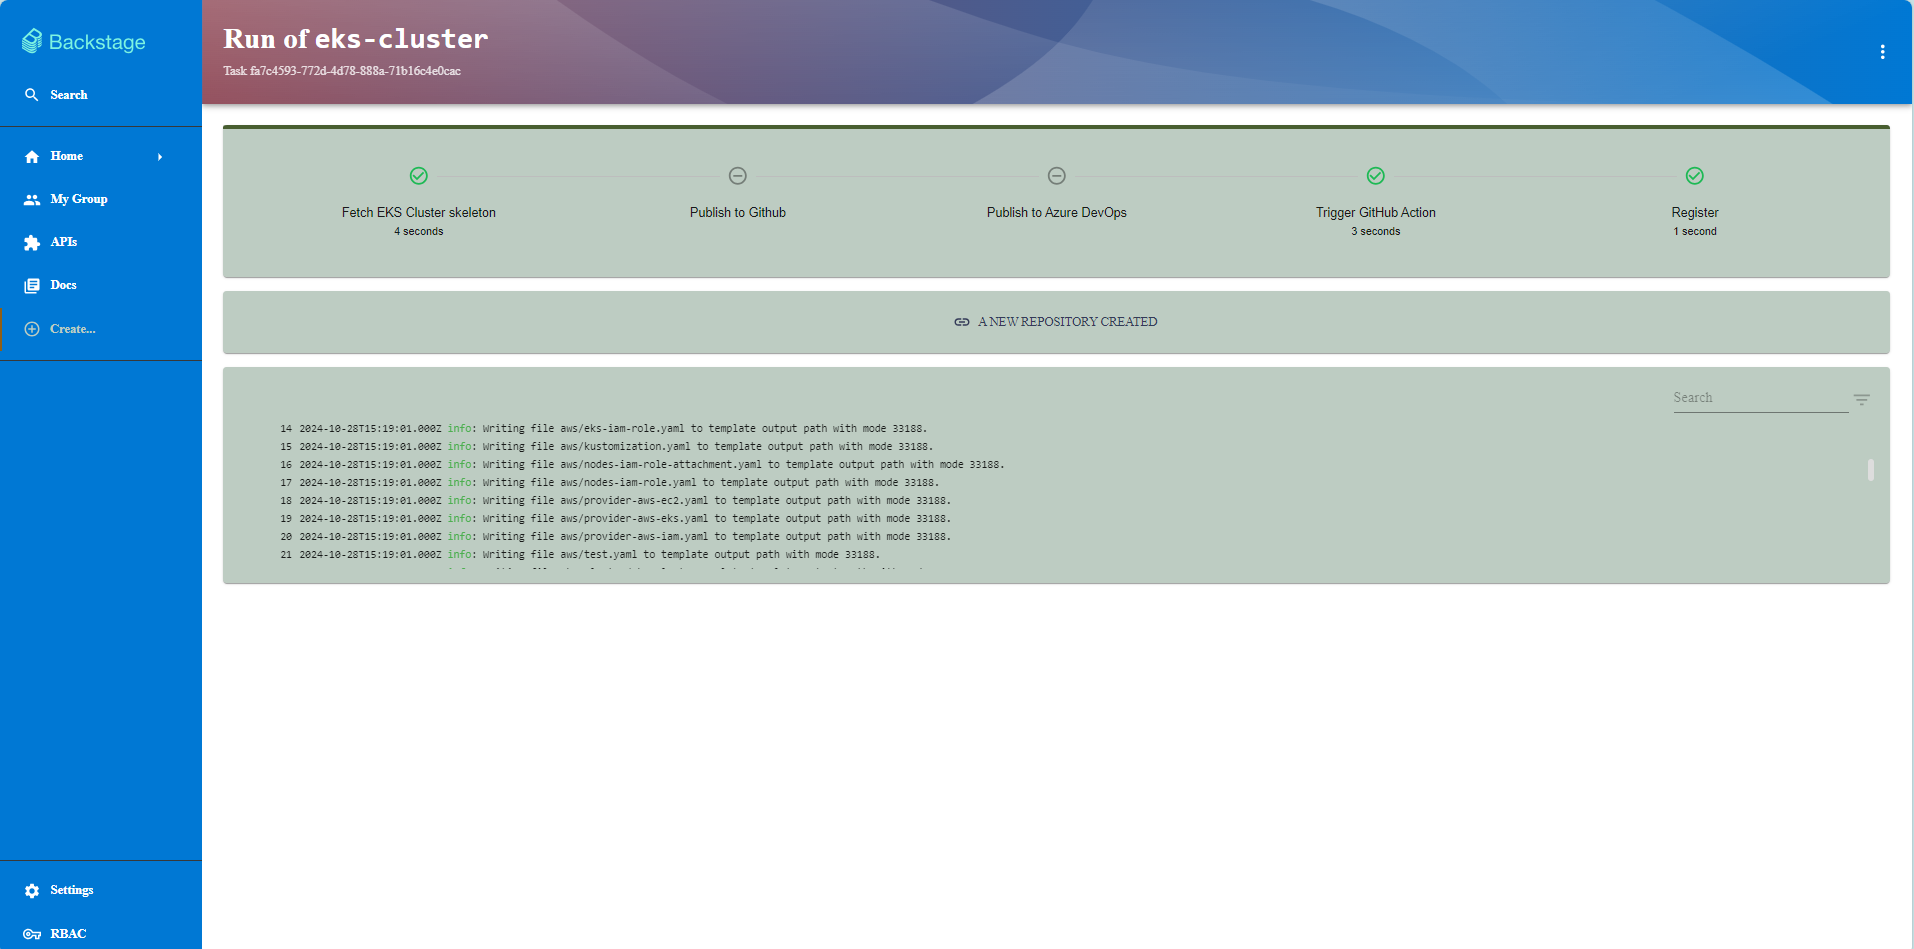 Backstage
Search
Home
My Group
APIs
Docs
Create...
Settings
RBAC
Run of eks-cluster
Task fa7c4593-772d-4d78-888a-71b16c4e0cac
Fetch EKS Cluster skeleton
4 seconds
Publish to Github
Publish to Azure DevOps
Trigger GitHub Action
3 seconds
Register
1 second
A NEW REPOSITORY CREATED
Search
14 2024-10-28T15:19:01.000Z info: Writing file aws/eks-iam-role.yaml to template output path with mode 33188.
15 2024-10-28T15:19:01.000Z info: Writing file aws/kustomization.yaml to template output path with mode 33188.
16 2024-10-28T15:19:01.000Z info: Writing file aws/nodes-iam-role-attachment.yaml to template output path with mode 33188.
17 2024-10-28T15:19:01.000Z info: Writing file aws/nodes-iam-role.yaml to template output path with mode 33188.
18 2024-10-28T15:19:01.000Z info: Writing file aws/provider-aws-ec2.yaml to template output path with mode 33188.
19 2024-10-28T15:19:01.000Z info: Writing file aws/provider-aws-eks.yaml to template output path with mode 33188.
20 2024-10-28T15:19:01.000Z info: Writing file aws/provider-aws-iam.yaml to template output path with mode 33188.
21 2024-10-28T15:19:01.000Z info: Writing file aws/test.yaml to template output path with mode 33188.